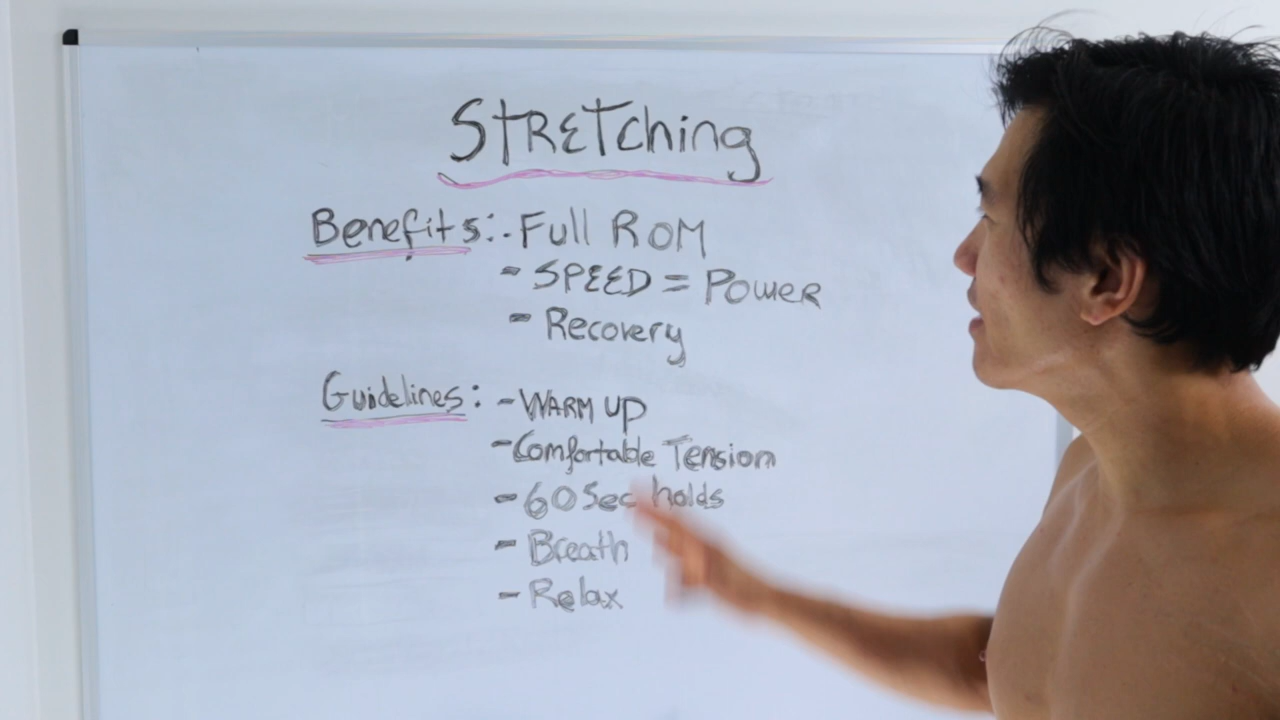 Stretching
Benefits: - Full ROM
- SPEED = Power
- Recovery
Guidelines: - WARM UP
- Comfortable Tension
- 60 Sec holds
- Breath
- Relax